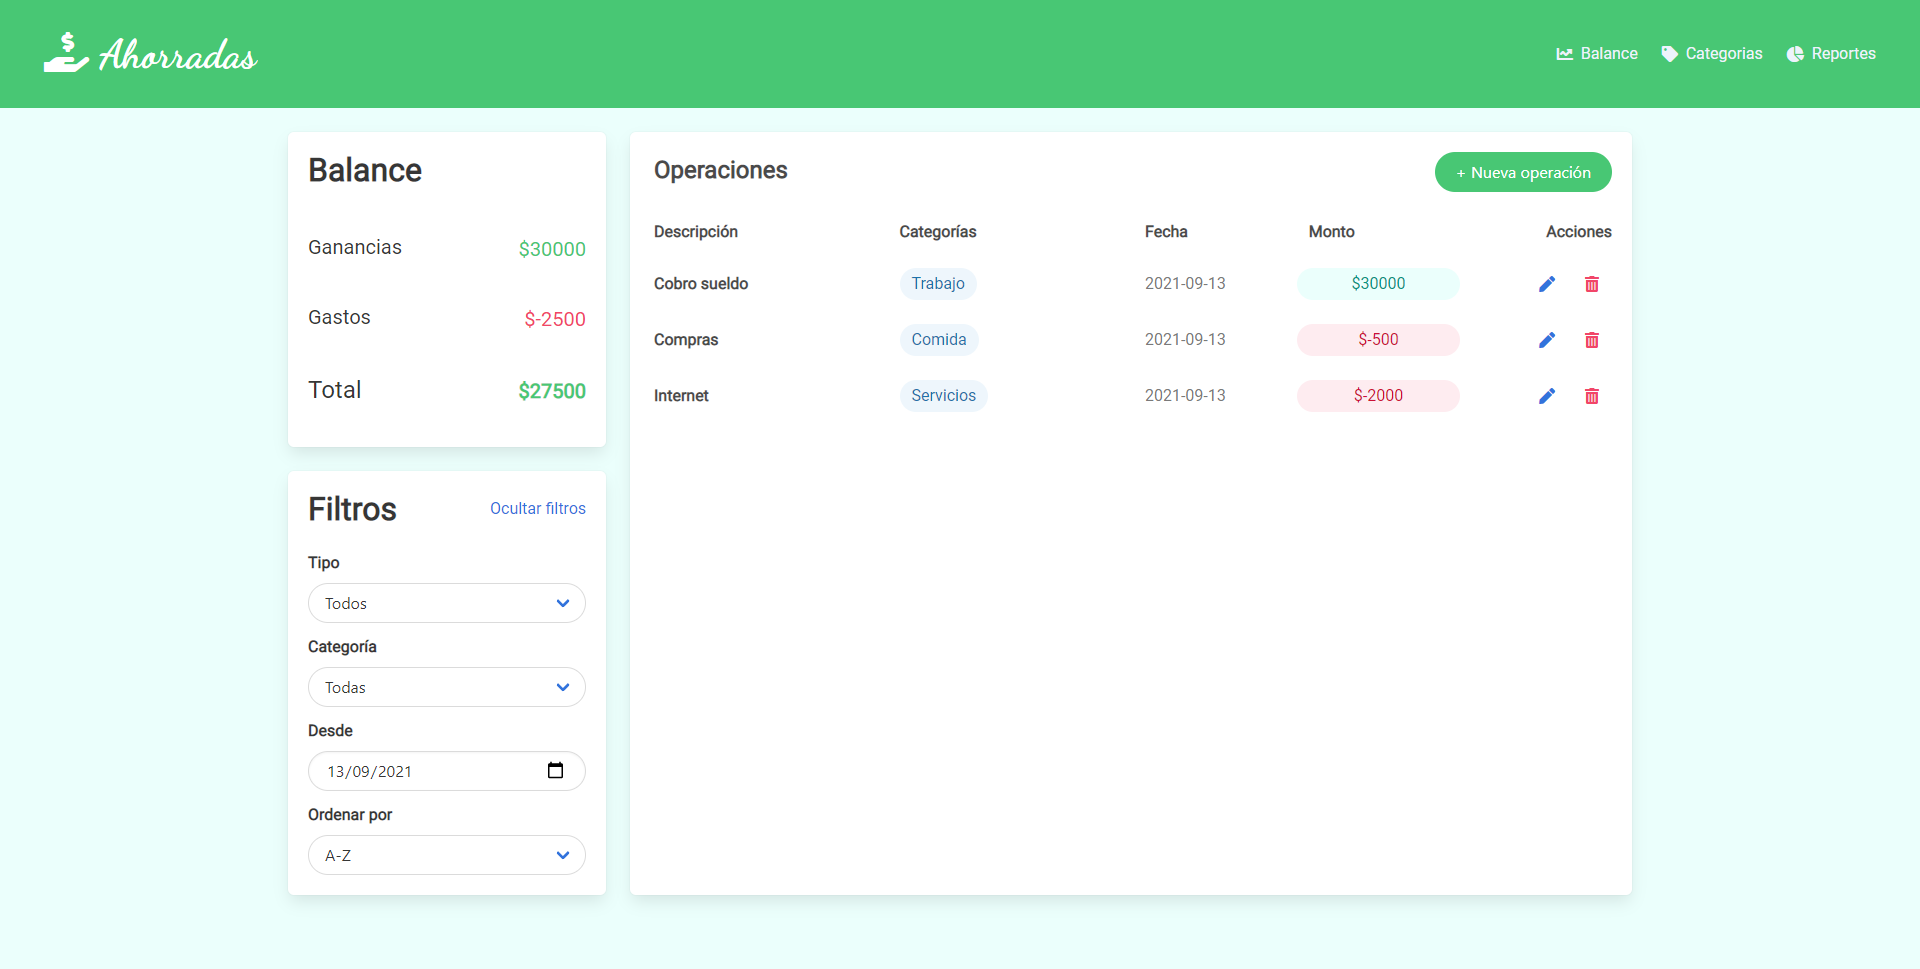 $ Ahorradas
Balance Categorias Reportes
Balance
Ganancias $30000
Gastos $-2500
Total $27500
Filtros Ocultar filtros
Tipo
Todos
Categoría
Todas
Desde
13/09/2021
Ordenar por
A-Z
Operaciones + Nueva operación
Descripción Categorías Fecha Monto Acciones
Cobro sueldo Trabajo 2021-09-13 $30000
Compras Comida 2021-09-13 $-500
Internet Servicios 2021-09-13 $-2000